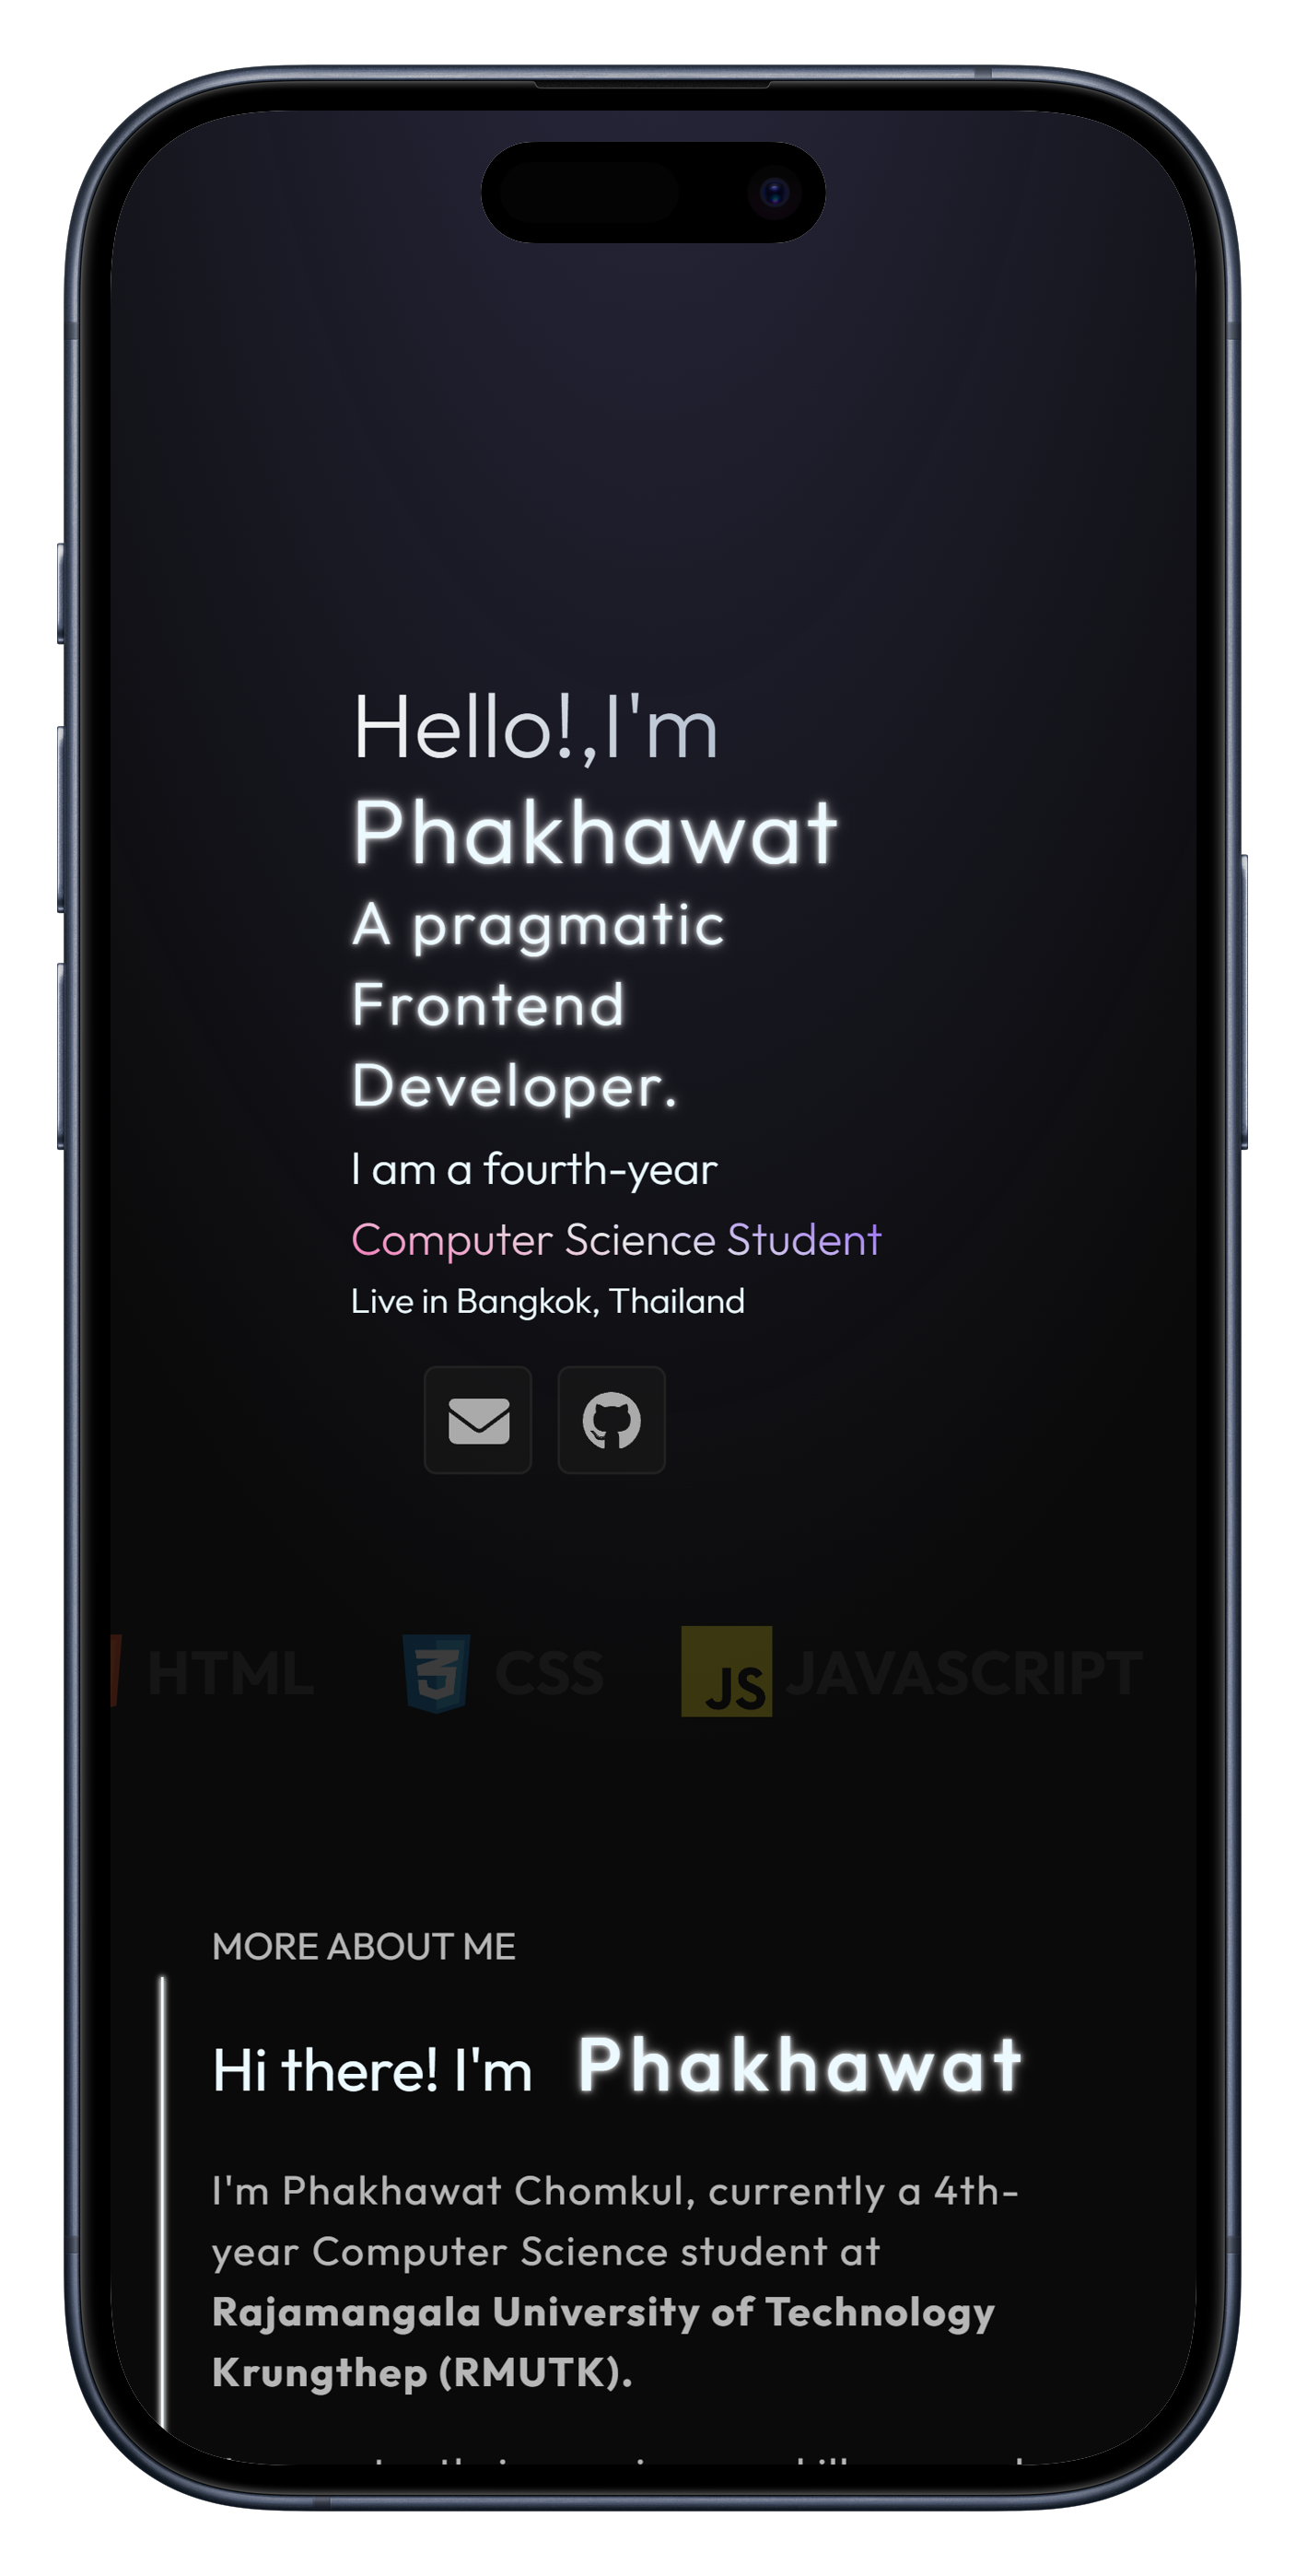 Hello!,I'm
Phakhawat
A pragmatic
Frontend
Developer.
I am a fourth-year
Computer Science Student
Live in Bangkok, Thailand
HTML CSS JS JAVASCRIPT
MORE ABOUT ME
Hi there! I'm Phakhawat
I'm Phakhawat Chomkul, currently a 4th-
year Computer Science student at
Rajamangala University of Technology
Krungthep (RMUTK).